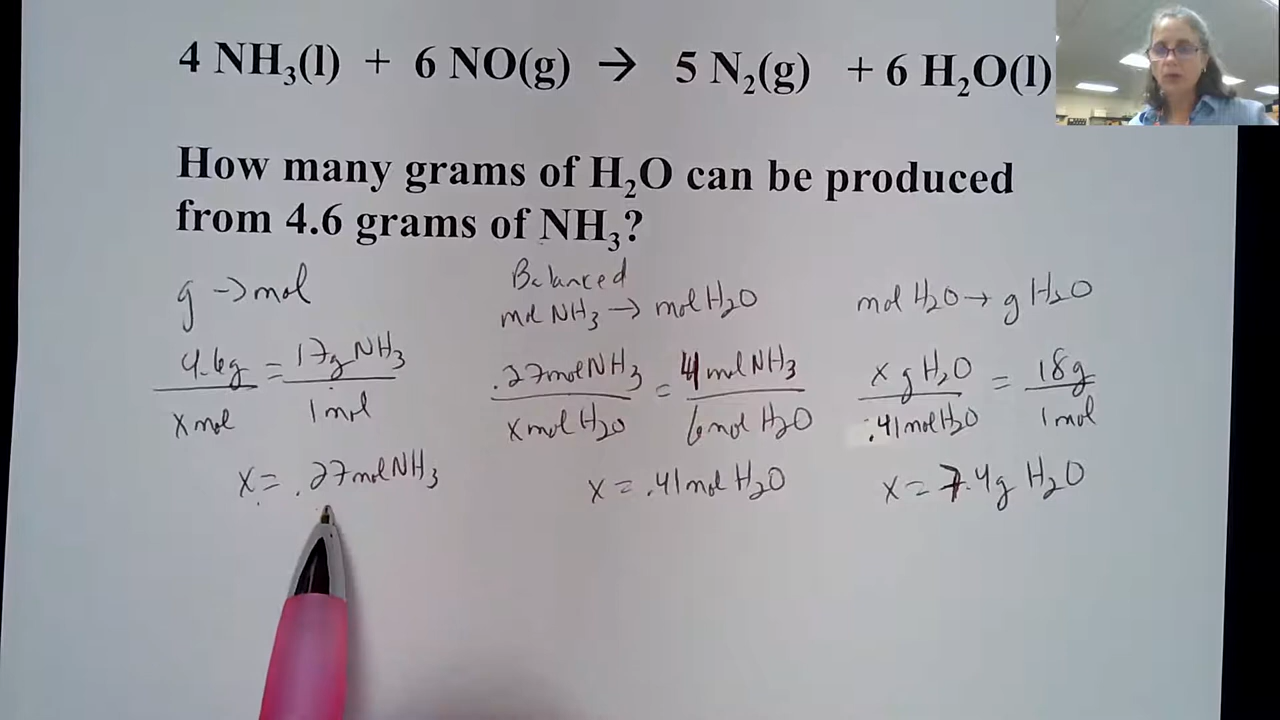 4 NH₃(l) + 6 NO(g) → 5 N₂(g) + 6 H₂O(l)
How many grams of H₂O can be produced
from 4.6 grams of NH₃?
g → mol
4.6g = 17g NH₃
x mol 1 mol
x = .27 mol NH₃
Balanced
mol NH₃ → mol H₂O
.27 mol NH₃ = 4 mol NH₃
x mol H₂O 6 mol H₂O
x = .41 mol H₂O
mol H₂O → g H₂O
x g H₂O = 18g
.41 mol H₂O 1 mol
x = 7.4g H₂O